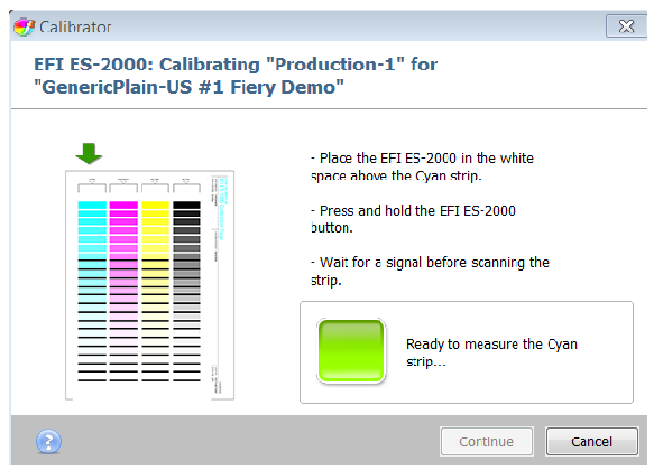 Calibrator
EFI ES-2000: Calibrating "Production-1" for
"GenericPlain-US #1 Fiery Demo"
- Place the EFI ES-2000 in the white
space above the Cyan strip.
- Press and hold the EFI ES-2000
button.
- Wait for a signal before scanning the
strip.
Ready to measure the Cyan
strip...
?
Continue
Cancel